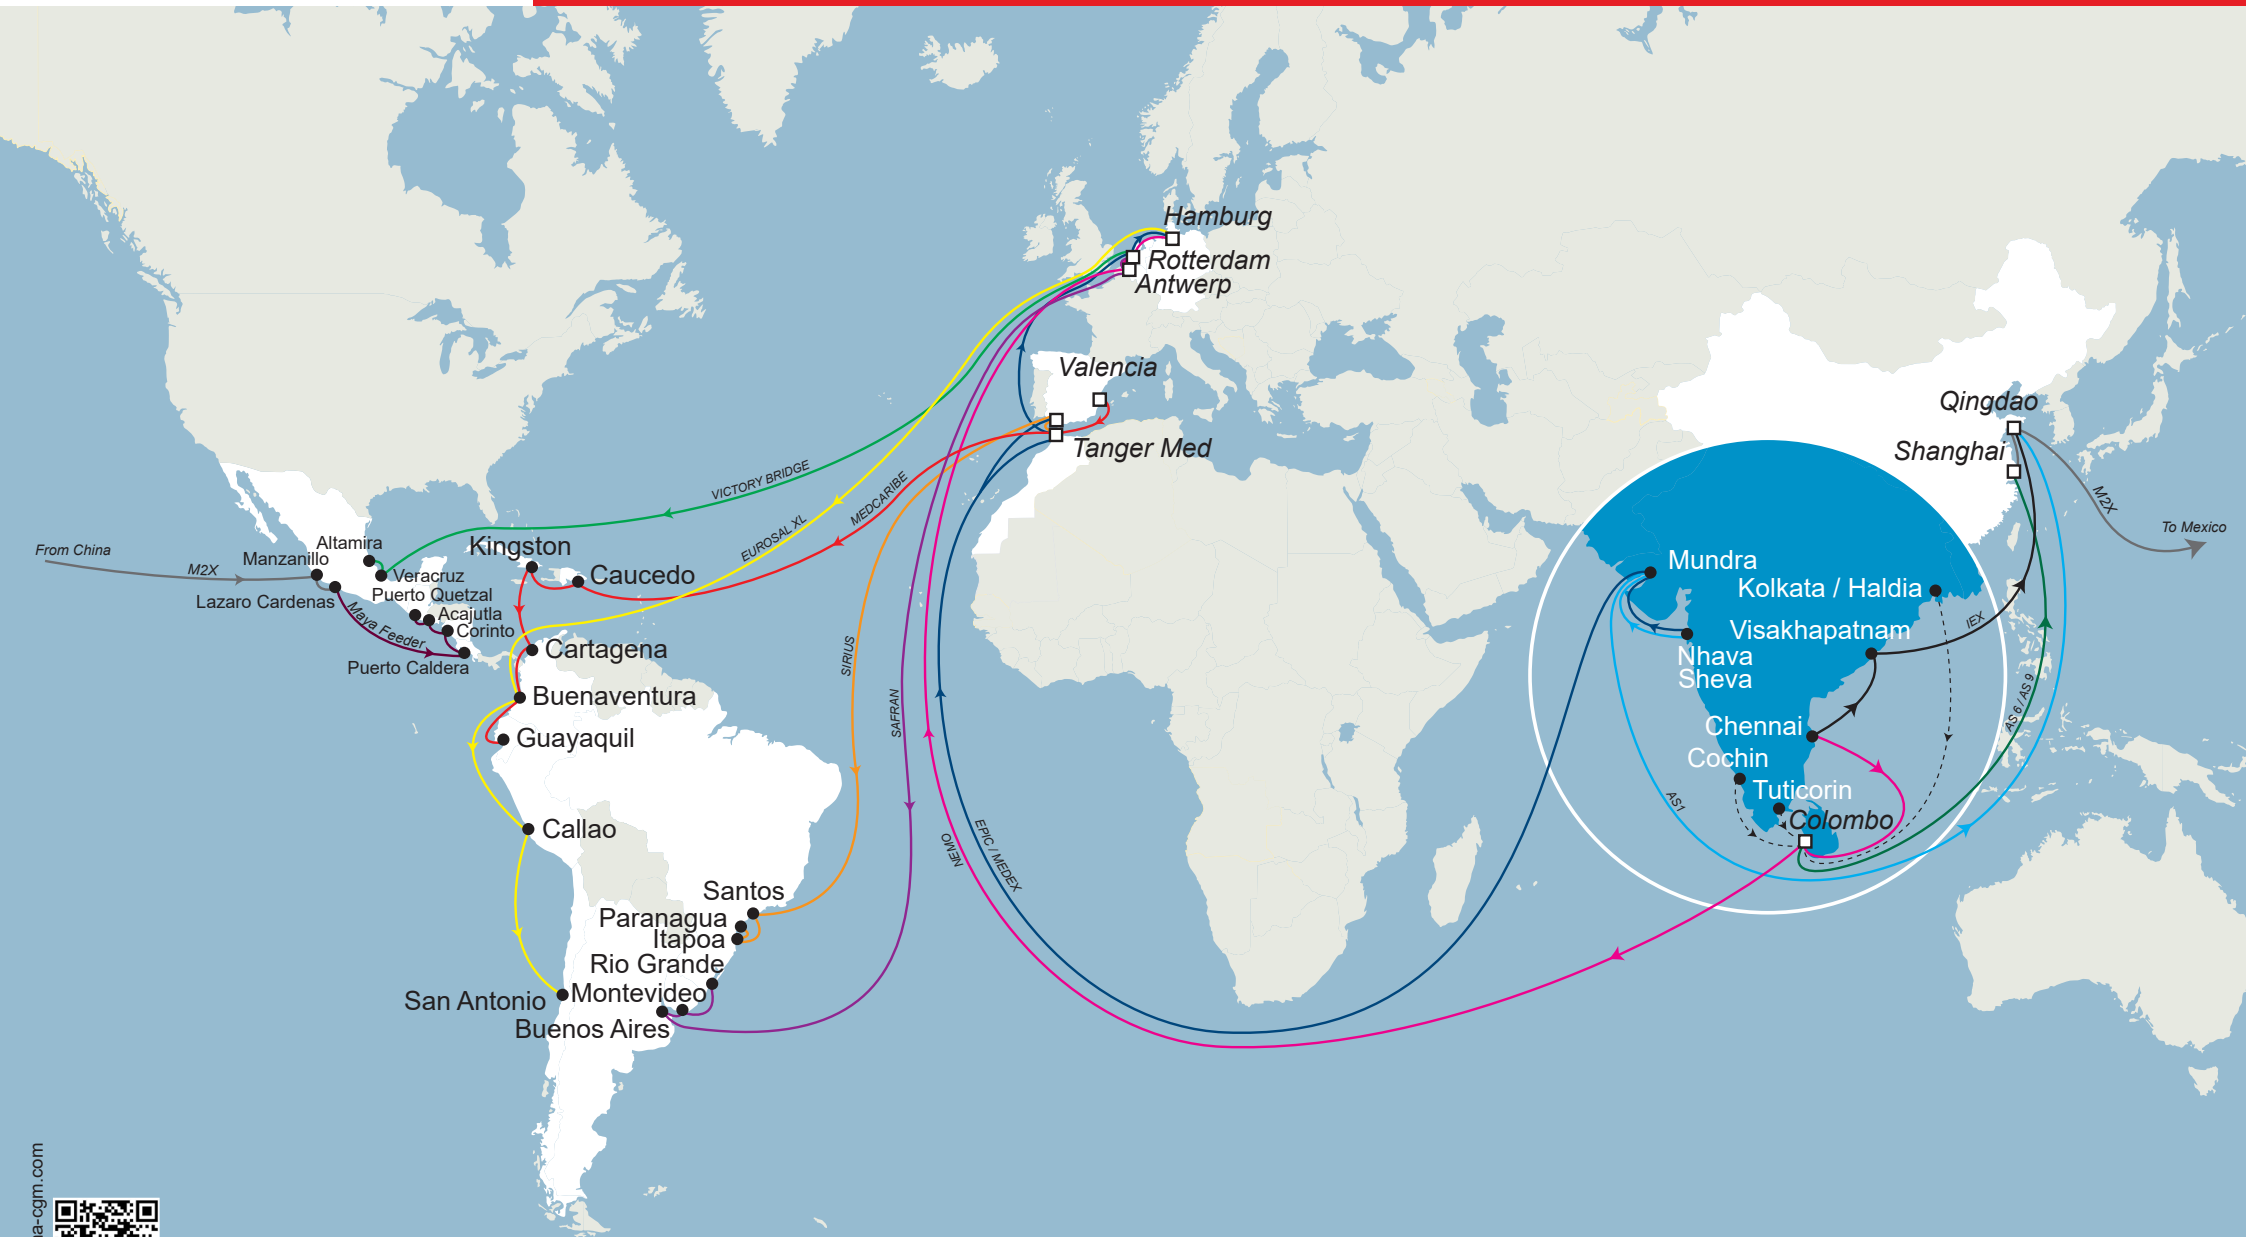 Hamburg
Rotterdam
Antwerp
Valencia
Tanger Med
Qingdao
Shanghai
M2X
To Mexico
VICTORY BRIDGE
EUROSAL XL
MEDCARIBE
From China
M2X
Altamira
Manzanillo
Veracruz
Lazaro Cardenas
Puerto Quetzal
Acajutla
Corinto
Maya Feeder
Puerto Caldera
Kingston
Caucedo
Cartagena
Buenaventura
Guayaquil
Callao
SIRIUS
SAFRAN
NEMO
EPIC / MEDEX
Santos
Paranagua
Itapoa
Rio Grande
San Antonio
Montevideo
Buenos Aires
Mundra
Kolkata / Haldia
Visakhapatnam
IEX
Nhava
Sheva
Chennai
Cochin
Tuticorin
Colombo
AS1
AS 6 / AS 9
na-cgm.com